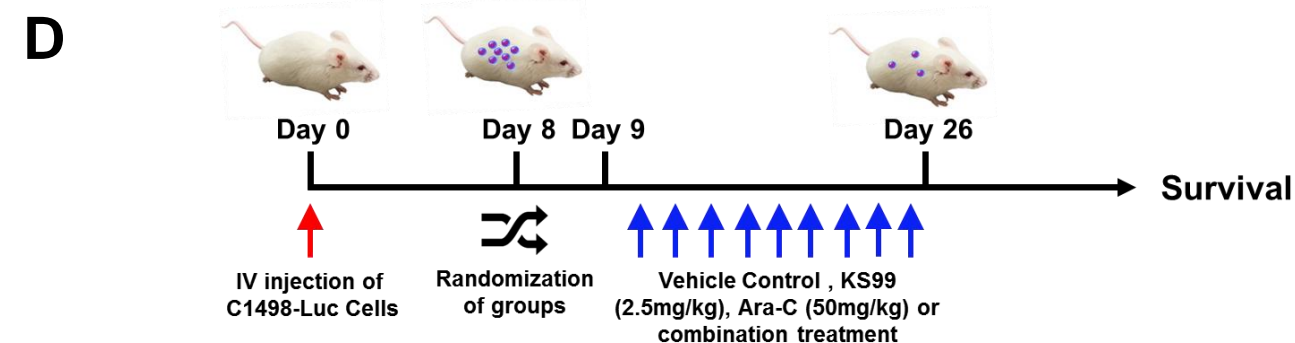 D
Day 0
Day 8
Day 9
Day 26
Survival
IV injection of
C1498-Luc Cells
Randomization
of groups
Vehicle Control , KS99
(2.5mg/kg), Ara-C (50mg/kg) or
combination treatment